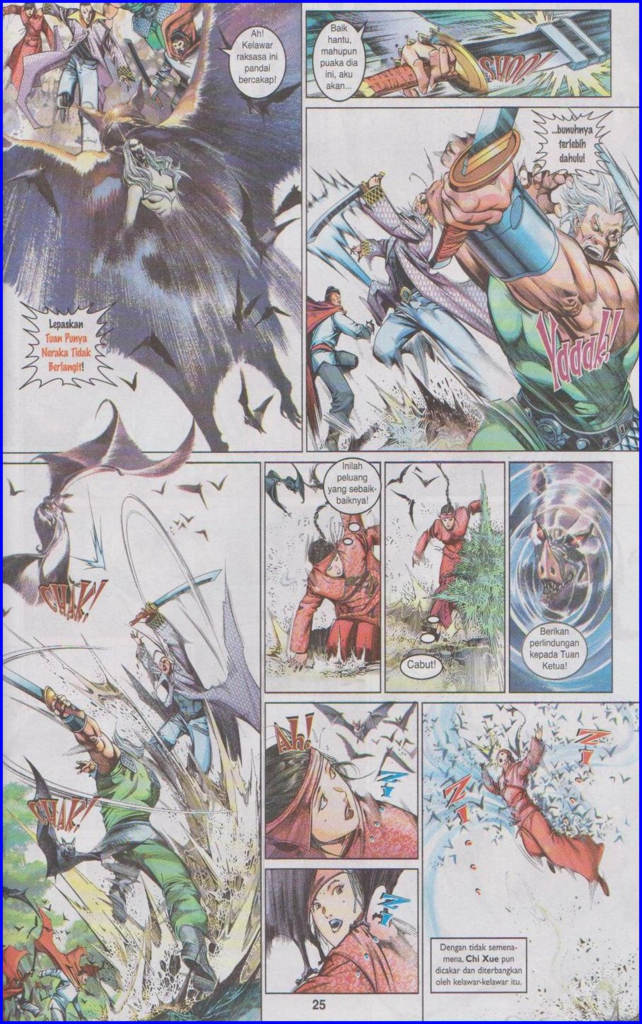 Ah!
Kelawar
raksasa ini
pandai
bercakap!
Lepaskan
Tuan Punya
Neraka Tidak
Berlangit!
Baik
hantu,
mahupun
puaka dia
ini, aku
akan...
SHOO!
...bunuhnya
terlebih
dahulu!
Yaaak!!
CHAK!
CHAK!
Inilah
peluang
yang sebaik-
baiknya!
Cabut!
Berikan
perlindungan
kepada Tuan
Ketua!
Ah!
Z
Z
Z
Z
Dengan tidak semena-
mena, Chi Xue pun
dicakar dan diterbangkan
oleh kelawar-kelawar itu.
25